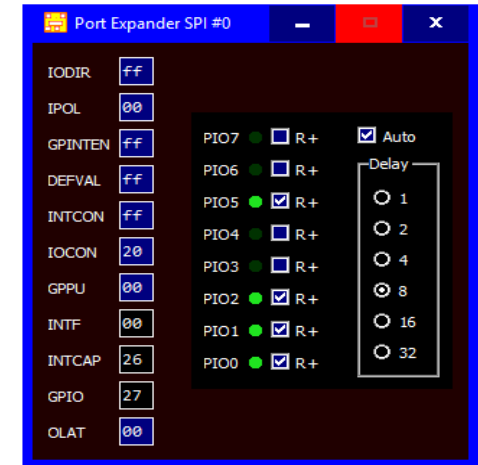 Port Expander SPI #0
IODIR ff
IPOL 00
GPINTEN ff
DEFVAL ff
INTCON ff
IOCON 20
GPPU 00
INTF 00
INTCAP 26
GPIO 27
OLAT 00
PIO7 R+
PIO6 R+
PIO5 R+
PIO4 R+
PIO3 R+
PIO2 R+
PIO1 R+
PIO0 R+
Auto
Delay
1
2
4
8
16
32